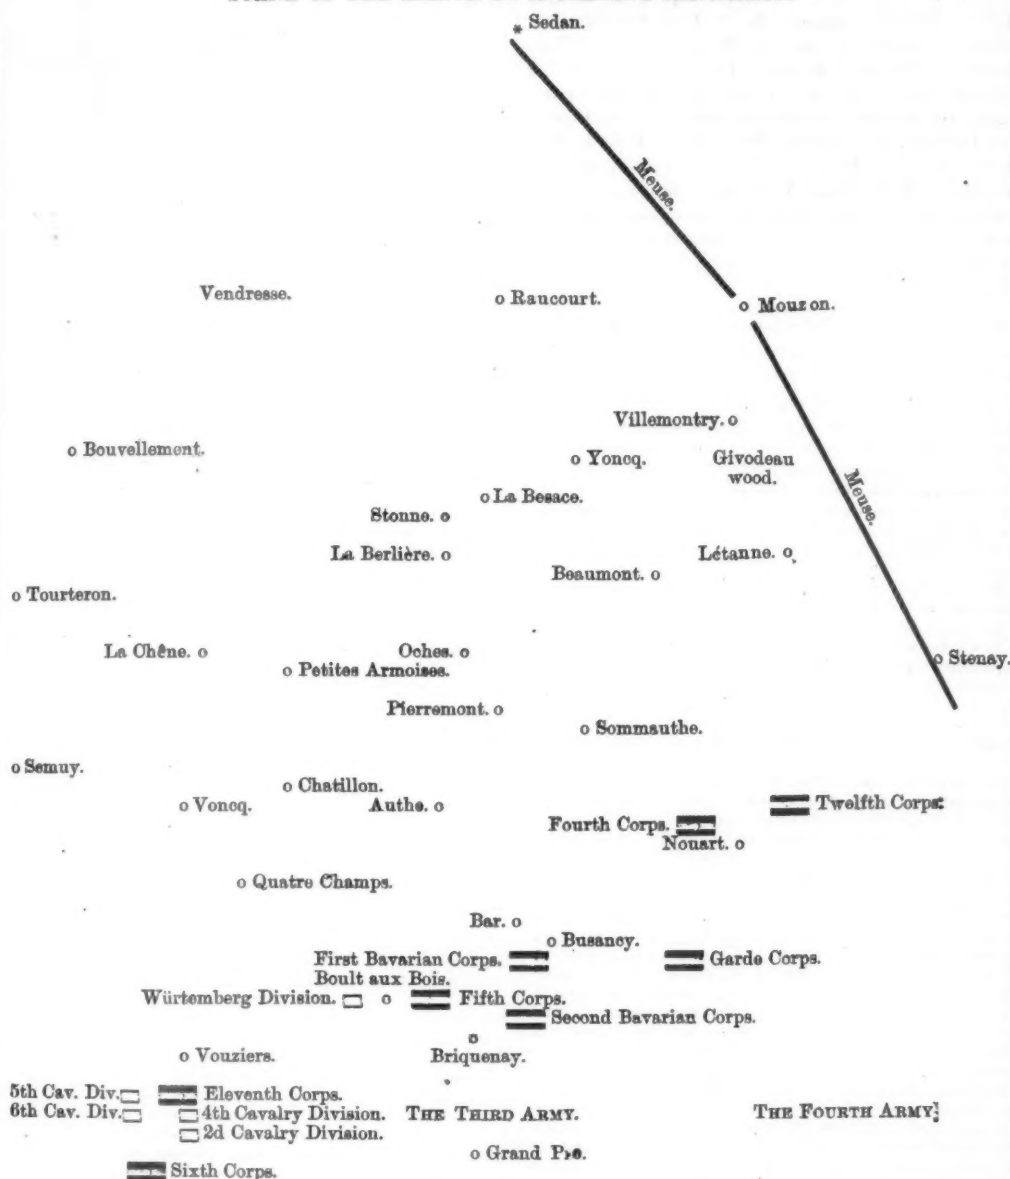 Sedan.
Meuse.
Vendresse.
Raucourt.
Mouzon.
Villemontry.
Bouvellemont.
Yoncq.
Givodeau
wood.
La Besace.
Meuse.
Stonne.
La Berlière.
Létanne.
Beaumont.
Tourteron.
La Chêne.
Oches.
Stenay.
Petites Armoises.
Pierremont.
Sommauthe.
Semuy.
Chatillon.
Voncq.
Authe.
Twelfth Corps.
Fourth Corps.
Nouart.
Quatre Champs.
Bar.
Busancy.
First Bavarian Corps.
Garde Corps.
Boult aux Bois.
Würtemberg Division.
Fifth Corps.
Second Bavarian Corps.
Vouziers.
Briquenay.
5th Cav. Div.
Eleventh Corps.
6th Cav. Div.
4th Cavalry Division.
THE THIRD ARMY.
THE FOURTH ARMY
2d Cavalry Division.
Grand
Sixth Corps.